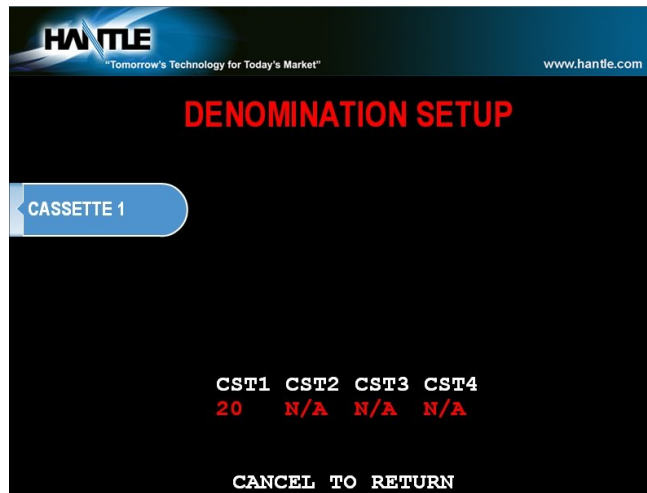 HANTLE
"Tomorrow's Technology for Today's Market" www.hantle.com
DENOMINATION SETUP
CASSETTE 1
CST1 CST2 CST3 CST4
20 N/A N/A N/A
CANCEL TO RETURN